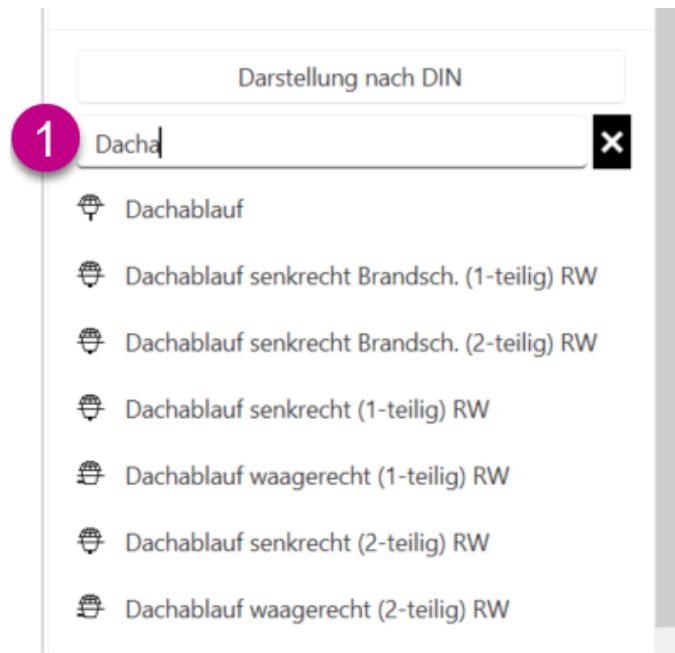 Darstellung nach DIN
1
Dacha
Dachablauf
Dachablauf senkrecht Brandsch. (1-teilig) RW
Dachablauf senkrecht Brandsch. (2-teilig) RW
Dachablauf senkrecht (1-teilig) RW
Dachablauf waagerecht (1-teilig) RW
Dachablauf senkrecht (2-teilig) RW
Dachablauf waagerecht (2-teilig) RW